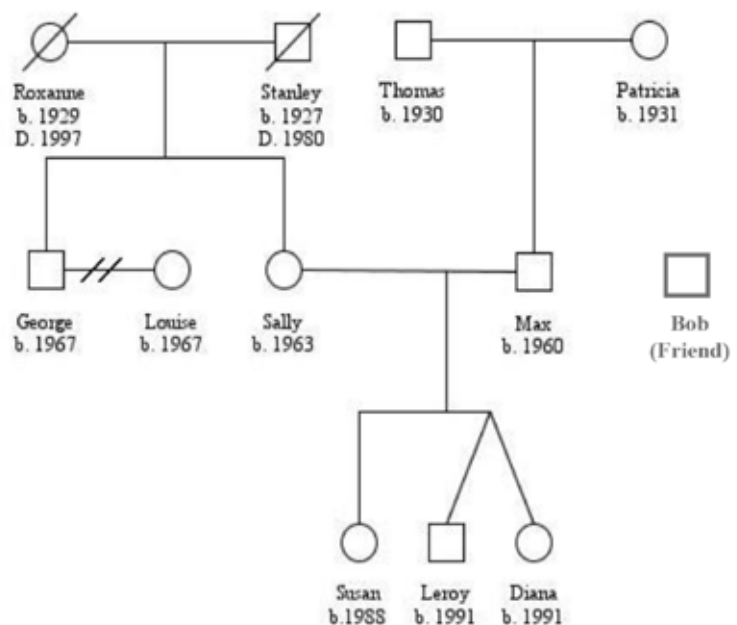 Roxanne
b. 1929
D. 1997
Stanley
b. 1927
D. 1980
Thomas
b. 1930
Patricia
b. 1931
George
b. 1967
Louise
b. 1967
Sally
b. 1963
Max
b. 1960
Bob
(Friend)
Susan
b.1988
Leroy
b. 1991
Diana
b. 1991